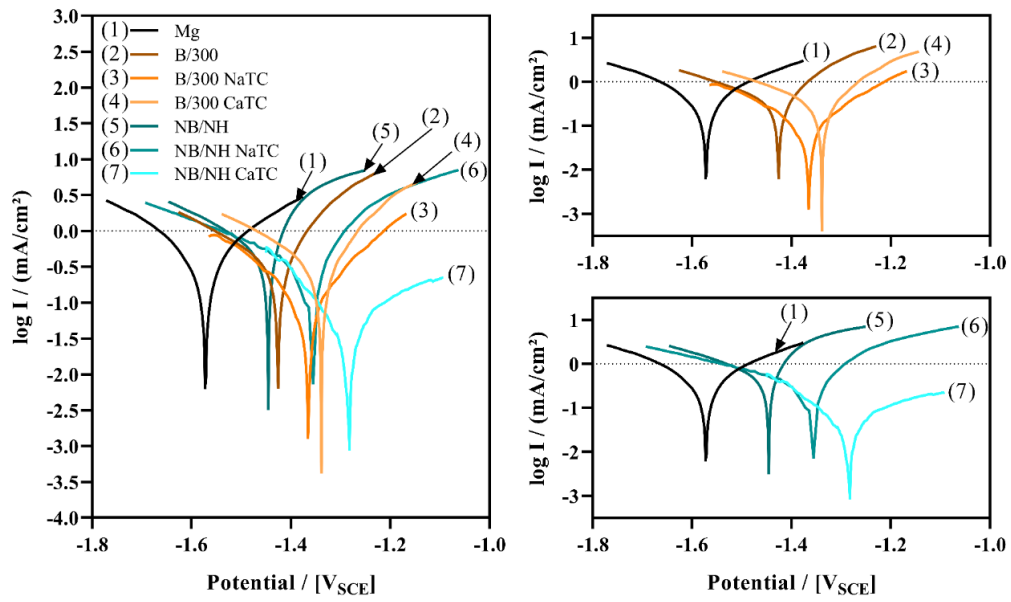 3.0
2.5
2.0
1.5
1.0
0.5
0.0
-0.5
-1.0
-1.5
-2.0
-2.5
-3.0
-3.5
-4.0
log I / (mA/cm²)
(1) Mg
(2) B/300
(3) B/300 NaTC
(4) B/300 CaTC
(5) NB/NH
(6) NB/NH NaTC
(7) NB/NH CaTC
(1)
(5)
(2)
(4)
(6)
(3)
(7)
-1.8 -1.6 -1.4 -1.2 -1.0
Potential / [V_SCE]
1
0
-1
-2
-3
log I / (mA/cm²)
(1)
(2)
(4)
(3)
-1.8 -1.6 -1.4 -1.2 -1.0
1
0
-1
-2
-3
log I / (mA/cm²)
(1)
(5)
(6)
(7)
-1.8 -1.6 -1.4 -1.2 -1.0
Potential / [V_SCE]